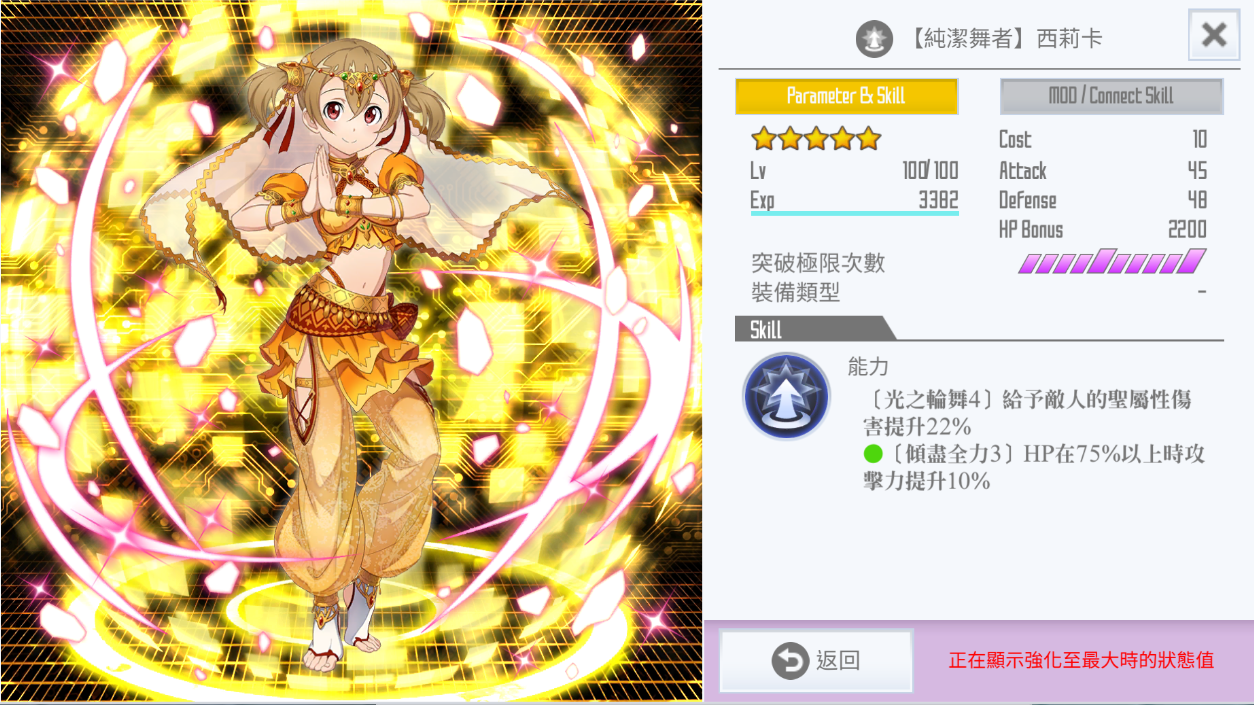 【純潔舞者】西莉卡
Parameter & Skill
MOD / Connect Skill
Lv 100/100
Exp 3382
Cost 10
Attack 45
Defense 48
HP Bonus 2200
突破極限次數
裝備類型 -
Skill
能力
〔光之輪舞4〕給予敵人的聖屬性傷
害提升22%
〔傾盡全力3〕HP在75%以上時攻
擊力提升10%
返回
正在顯示強化至最大時的狀態值